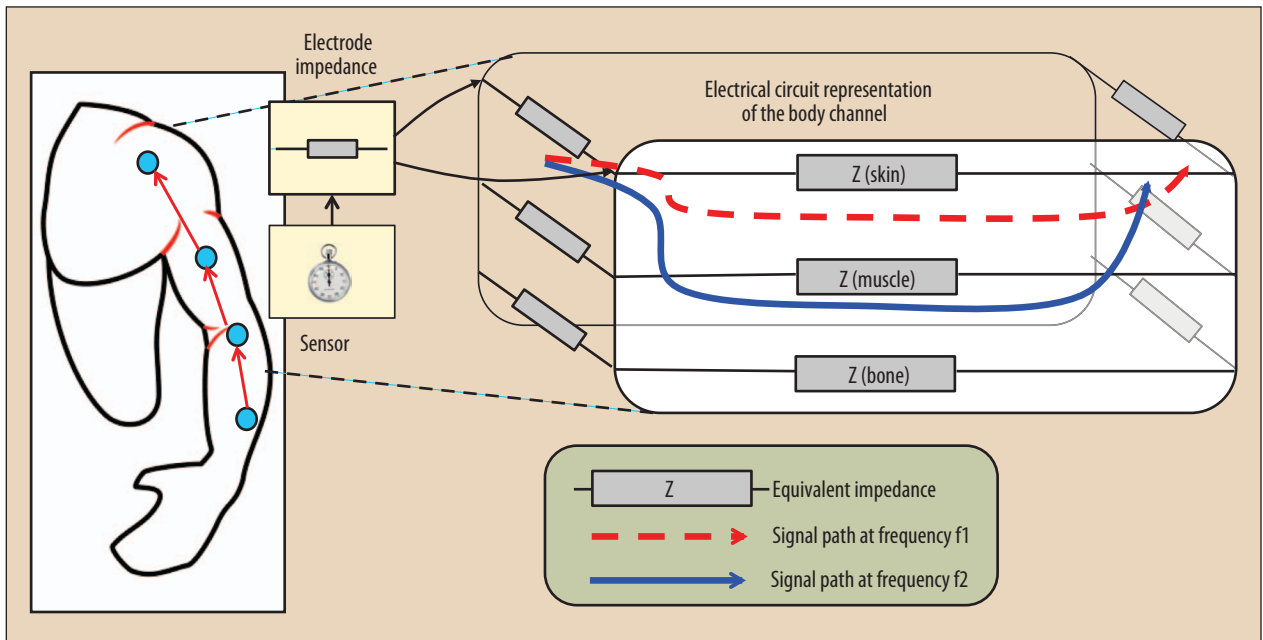 Electrode
impedance
Electrical circuit representation
of the body channel
Z (skin)
Z (muscle)
Sensor
Z (bone)
Z
Equivalent impedance
Signal path at frequency f1
Signal path at frequency f2